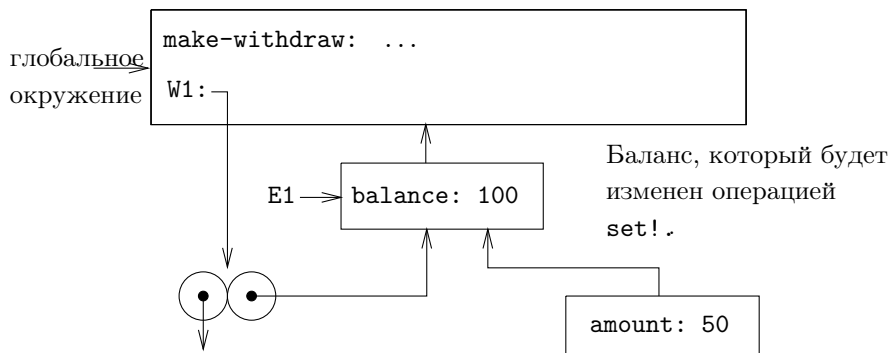 make-withdraw: ...
глобальное
окружение
W1:
Баланс, который будет
изменен операцией
set!.
E1
balance: 100
amount: 50